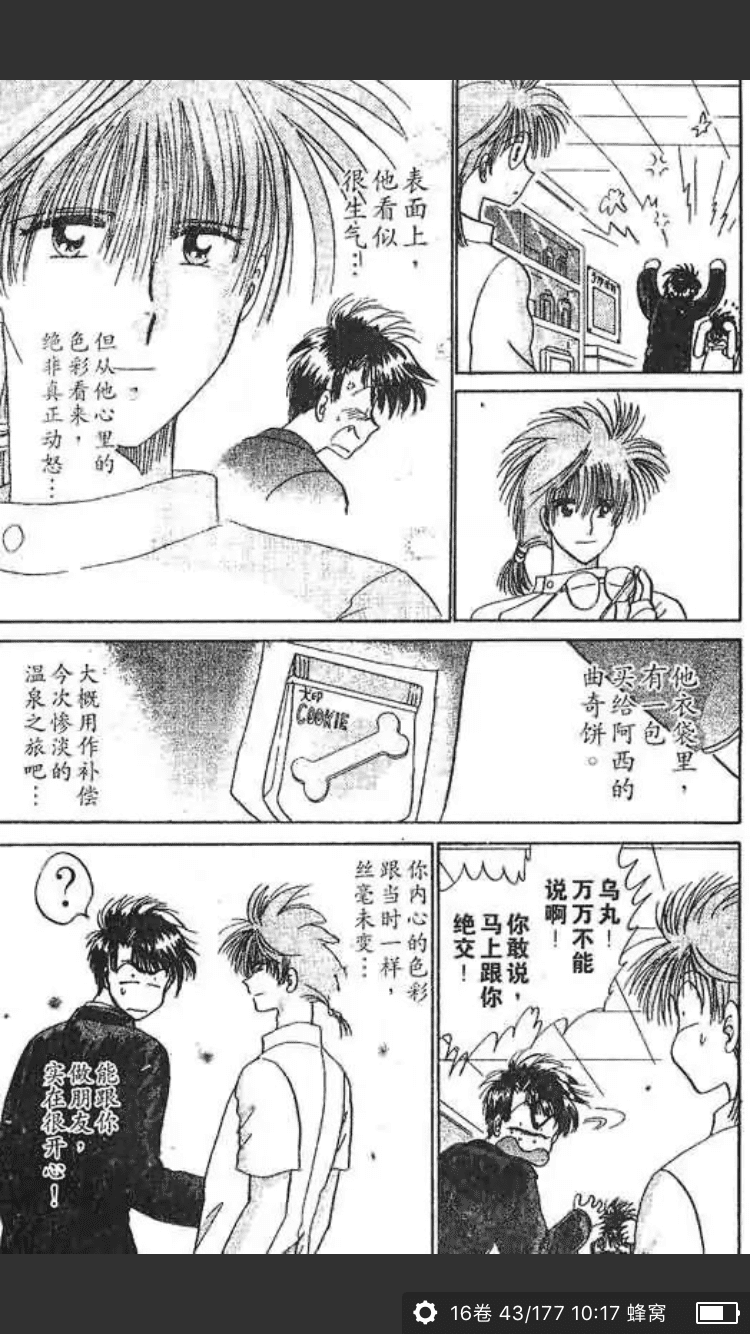 表面上，
他看似
很生气…
但从他心里的
色彩看来，
绝非真正动怒…
他衣袋里，
有一包
买给阿西的
曲奇饼。
犬印
COOKIE
大概用作补偿
今次惨淡的
温泉之旅吧…
乌丸！
万万不能
说啊！
你敢说，
马上跟你
绝交！
你内心的色彩
跟当时一样，
丝毫未变…
?
能跟你
做朋友，
实在很开心！
16卷 43/177 10:17 蜂窝